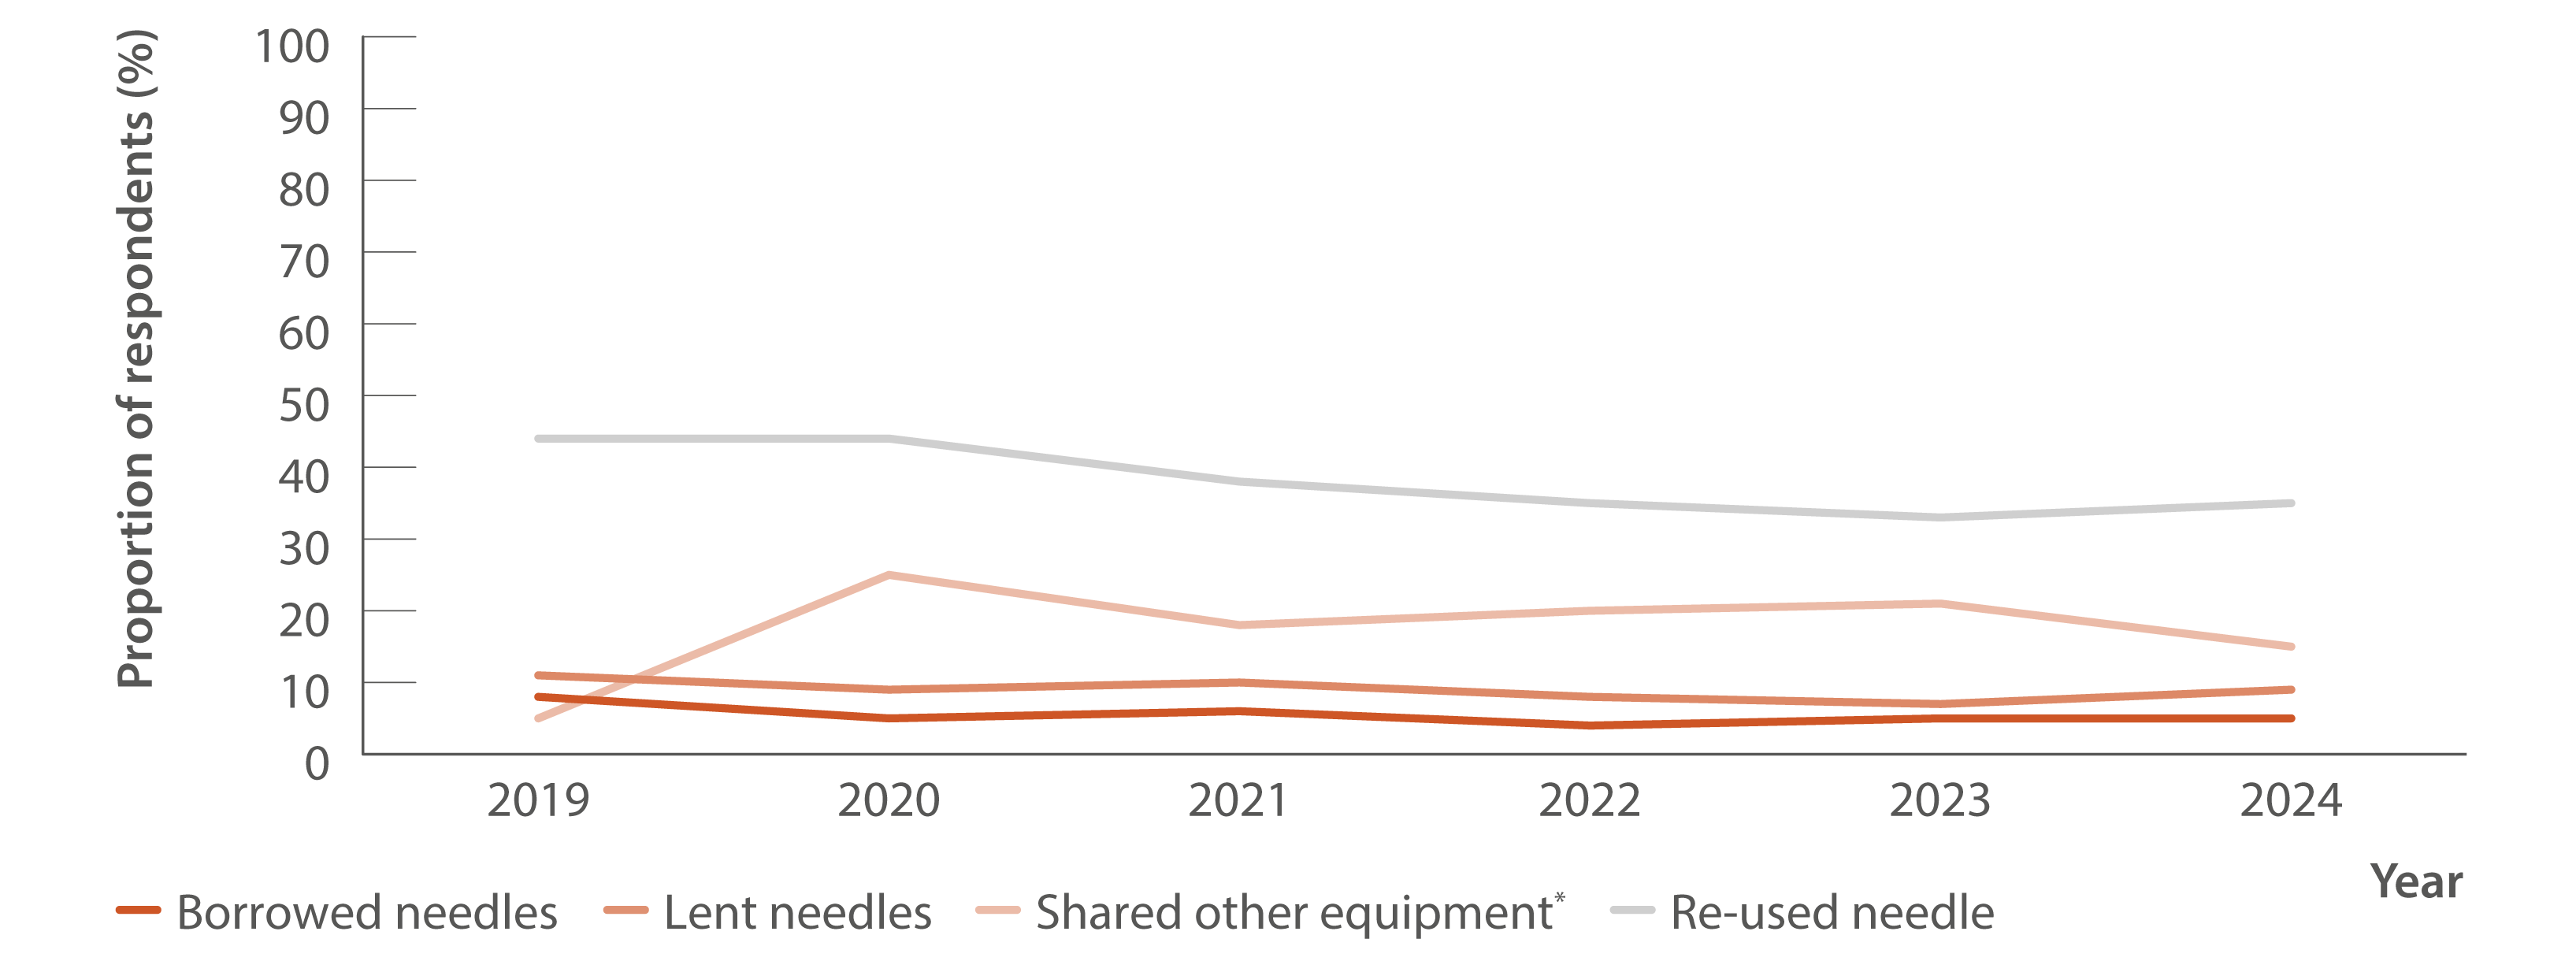 Proportion of respondents (%)
100
90
80
70
60
50
40
30
20
10
0
2019 2020 2021 2022 2023 2024
Year
Borrowed needles Lent needles Shared other equipment* Re-used needle